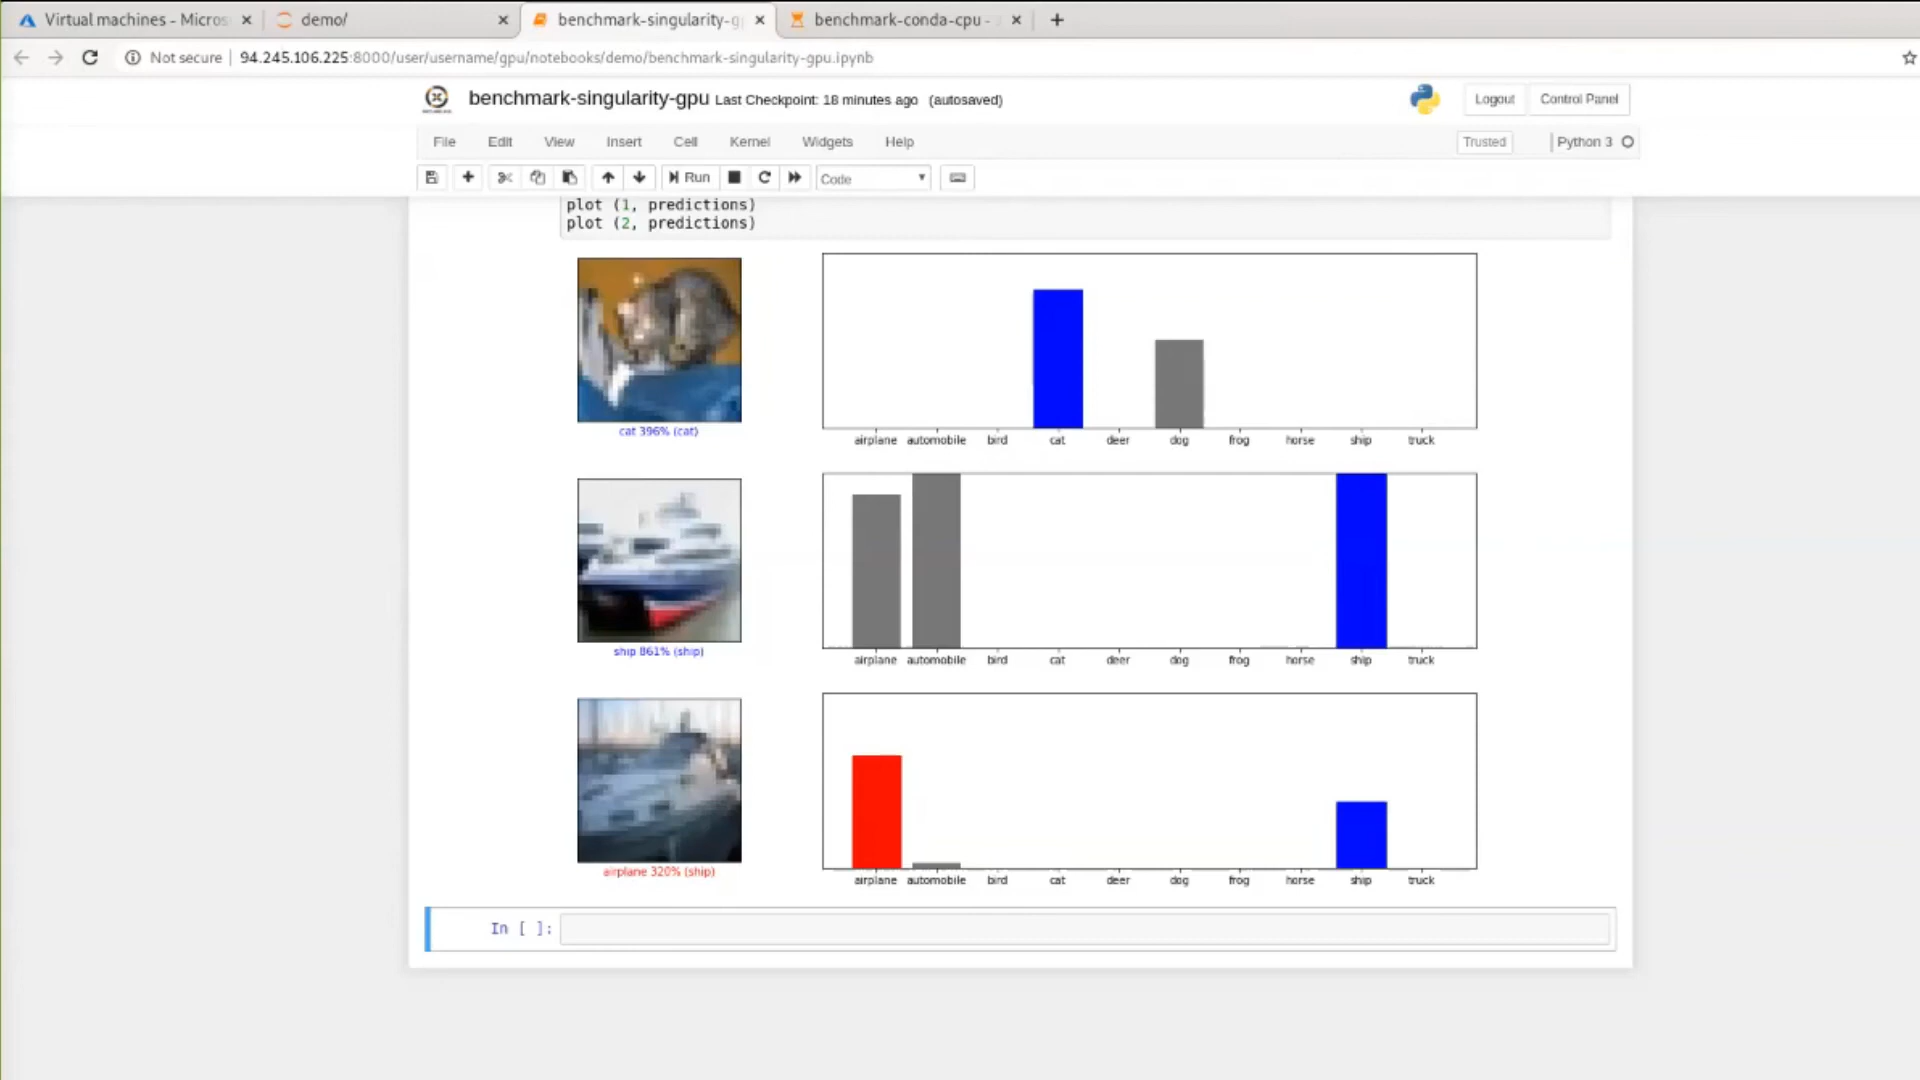 Virtual machines - Micros
demo/
benchmark-singularity-g
benchmark-conda-cpu -
Not secure | 94.245.106.225:8000/user/username/gpu/notebooks/demo/benchmark-singularity-gpu.ipynb
benchmark-singularity-gpu Last Checkpoint: 18 minutes ago (autosaved)
Logout
Control Panel
File Edit View Insert Cell Kernel Widgets Help
Trusted
Python 3
Run
Code
plot (1, predictions)
plot (2, predictions)
airplane automobile bird cat deer dog frog horse ship truck
cat 396% (cat)
airplane automobile bird cat deer dog frog horse ship truck
ship 861% (ship)
airplane automobile bird cat deer dog frog horse ship truck
airplane 320% (ship)
In [ ]: